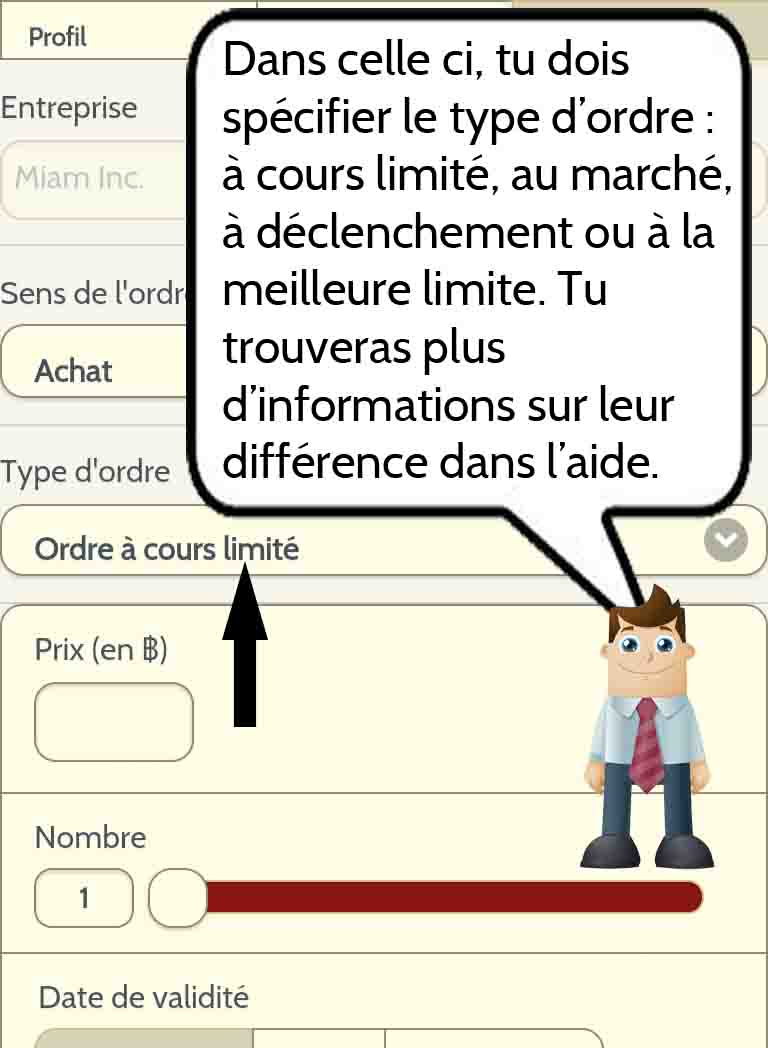 Profil
Dans celle ci, tu dois
spécifier le type d’ordre :
à cours limité, au marché,
à déclenchement ou à la
meilleure limite. Tu
trouveras plus
d’informations sur leur
différence dans l’aide.
Entreprise
Miam Inc.
Sens de l'ordr
Achat
Type d'ordre
Ordre à cours limité
Prix (en ฿)
Nombre
1
Date de validité